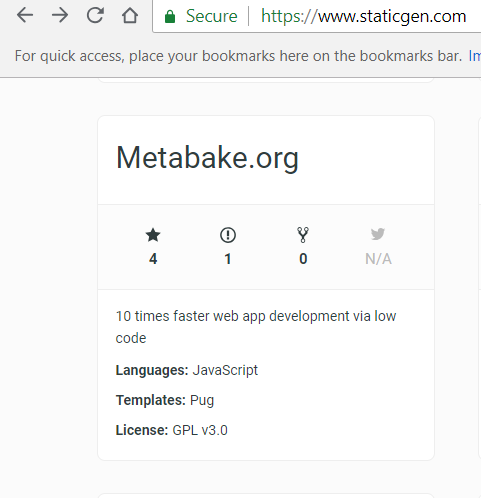 Secure https://www.staticgen.com
For quick access, place your bookmarks here on the bookmarks bar. Im
Metabake.org
4 1 0 N/A
10 times faster web app development via low
code
Languages: JavaScript
Templates: Pug
License: GPL v3.0